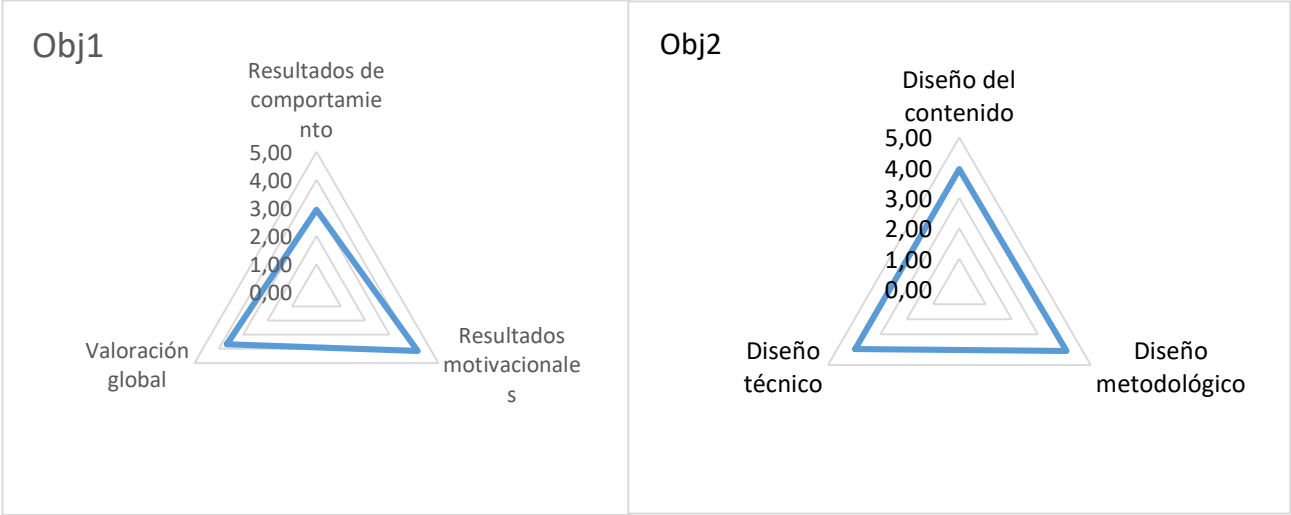 Obj1
Resultados de
comportamie
nto
5,00
4,00
3,00
2,00
1,00
0,00
Resultados
motivacionale
s
Valoración
global
Obj2
Diseño del
contenido
5,00
4,00
3,00
2,00
1,00
0,00
Diseño
metodológico
Diseño
técnico